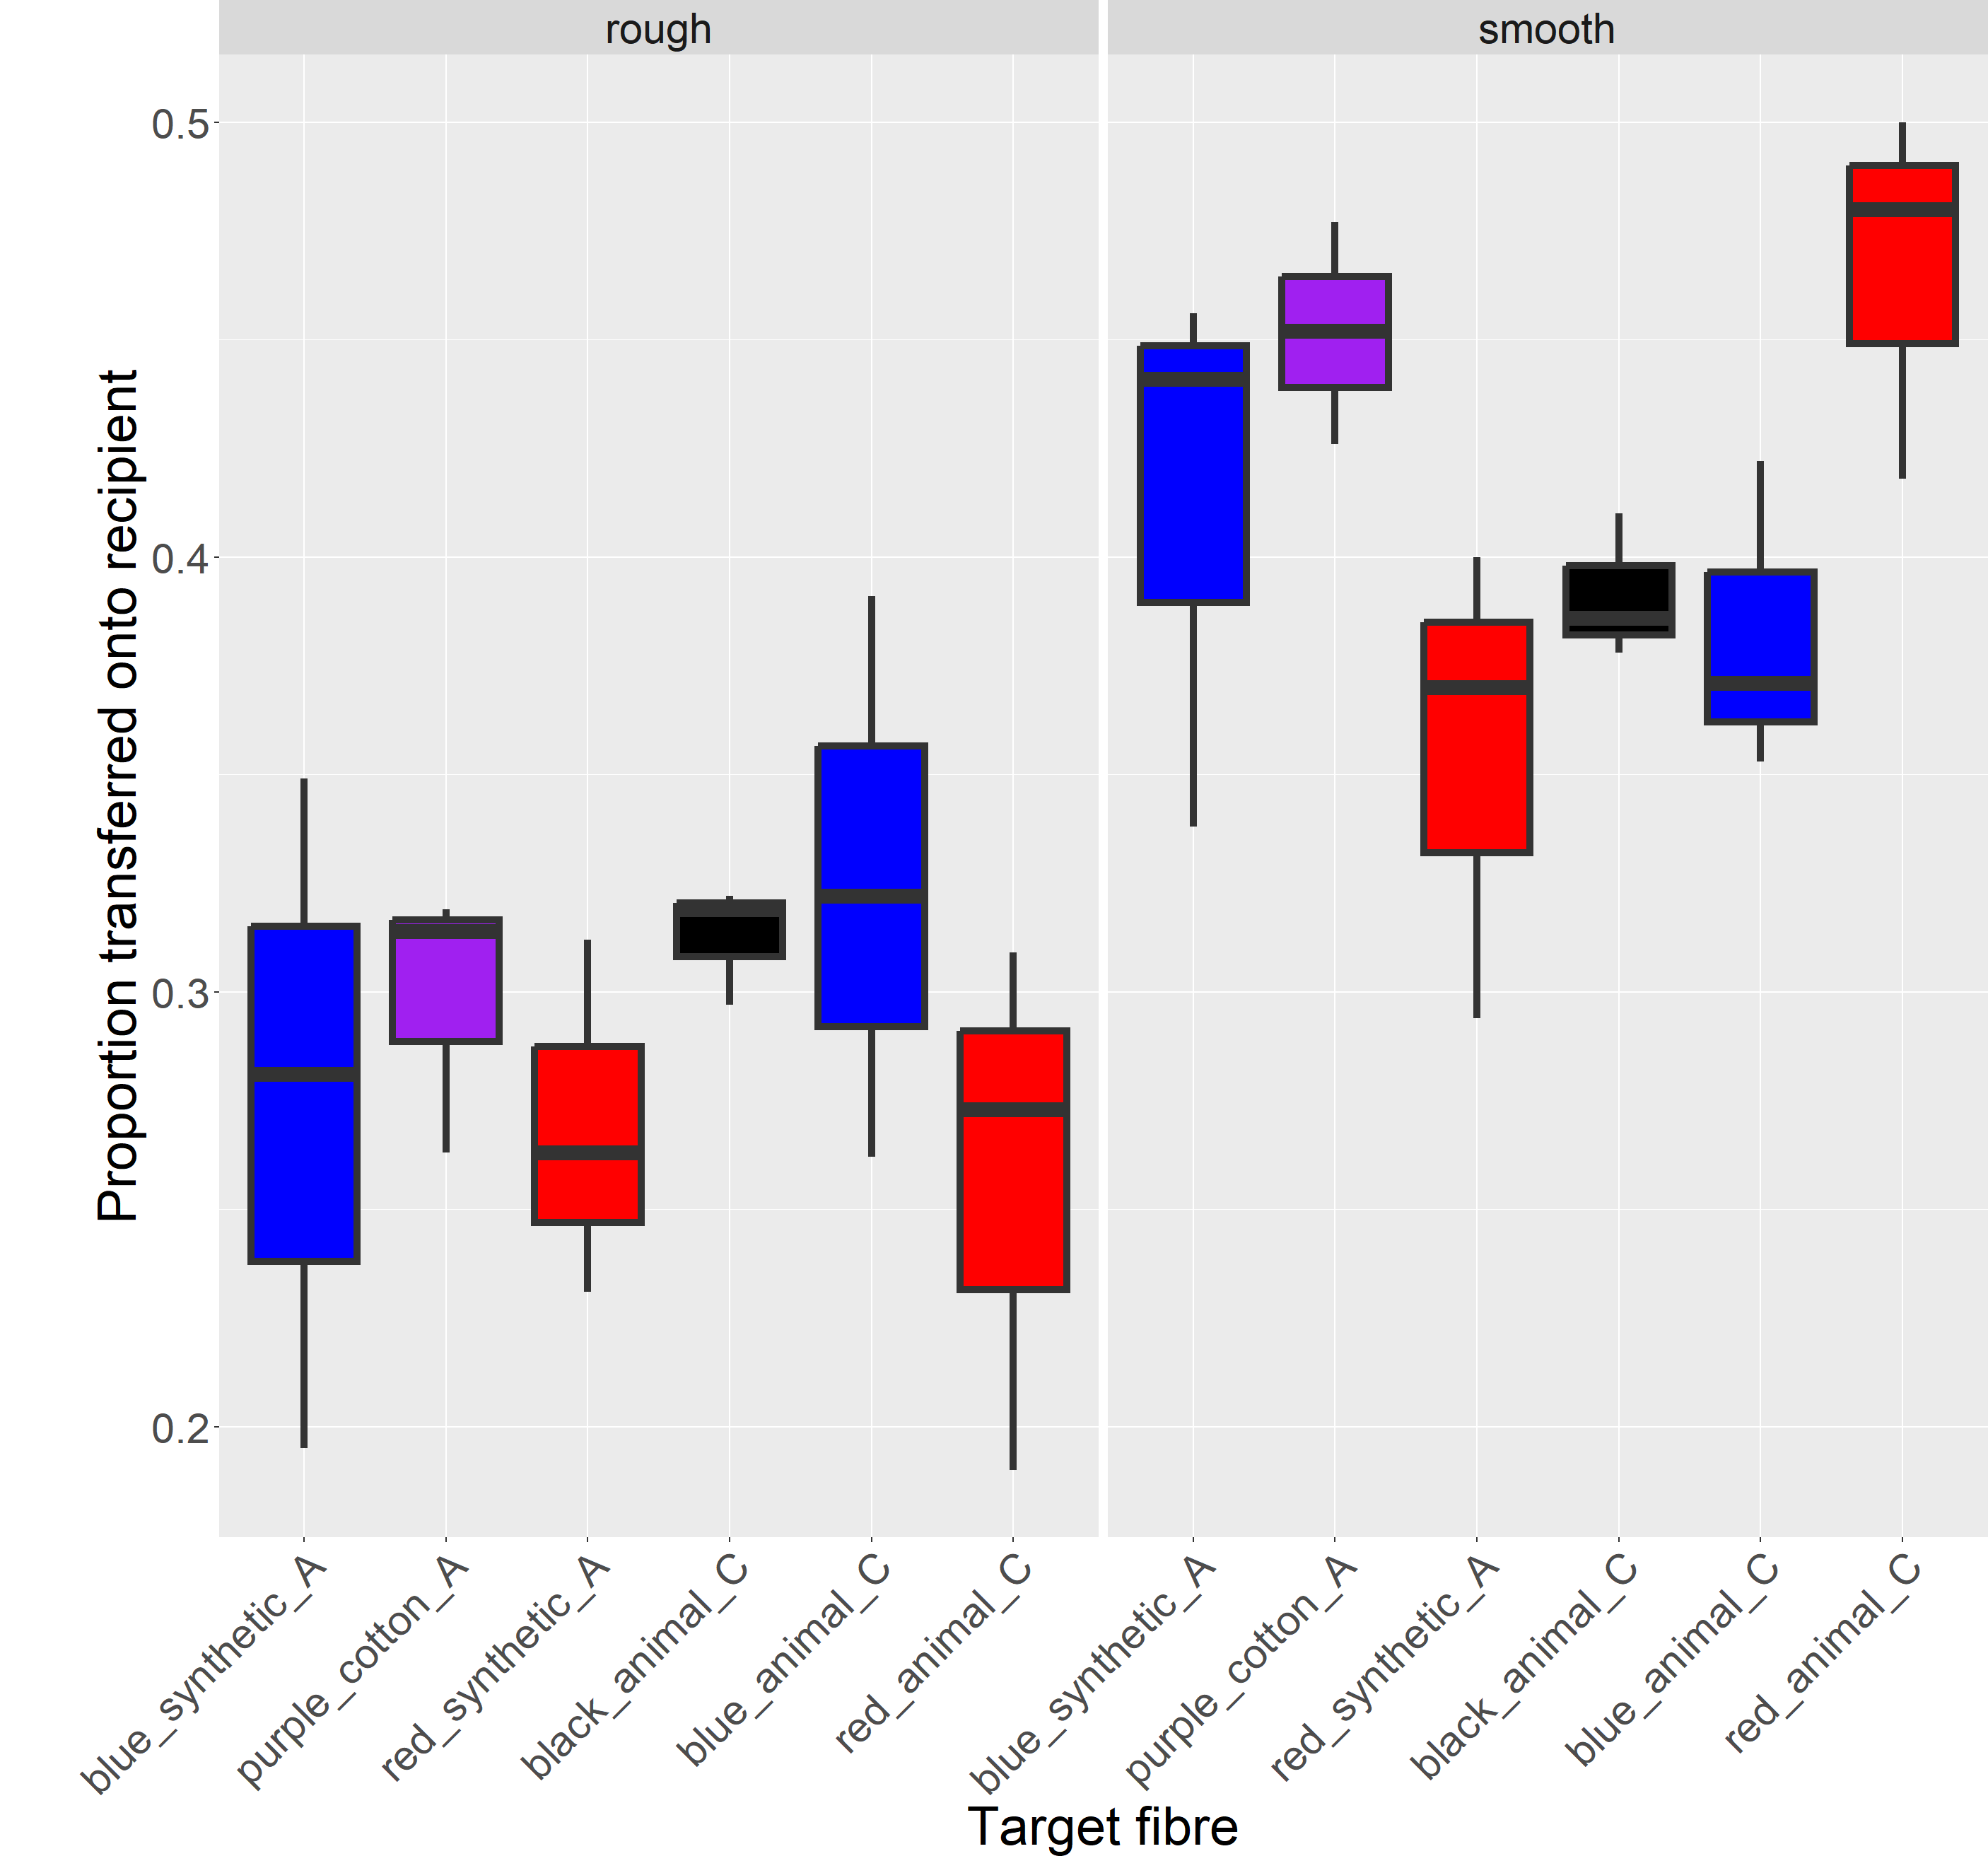 rough
smooth
Proportion transferred onto recipient
0.5
0.4
0.3
0.2
blue_synthetic_A
purple_cotton_A
red_synthetic_A
black_animal_C
blue_animal_C
red_animal_C
blue_synthetic_A
purple_cotton_A
red_synthetic_A
black_animal_C
blue_animal_C
red_animal_C
Target fibre